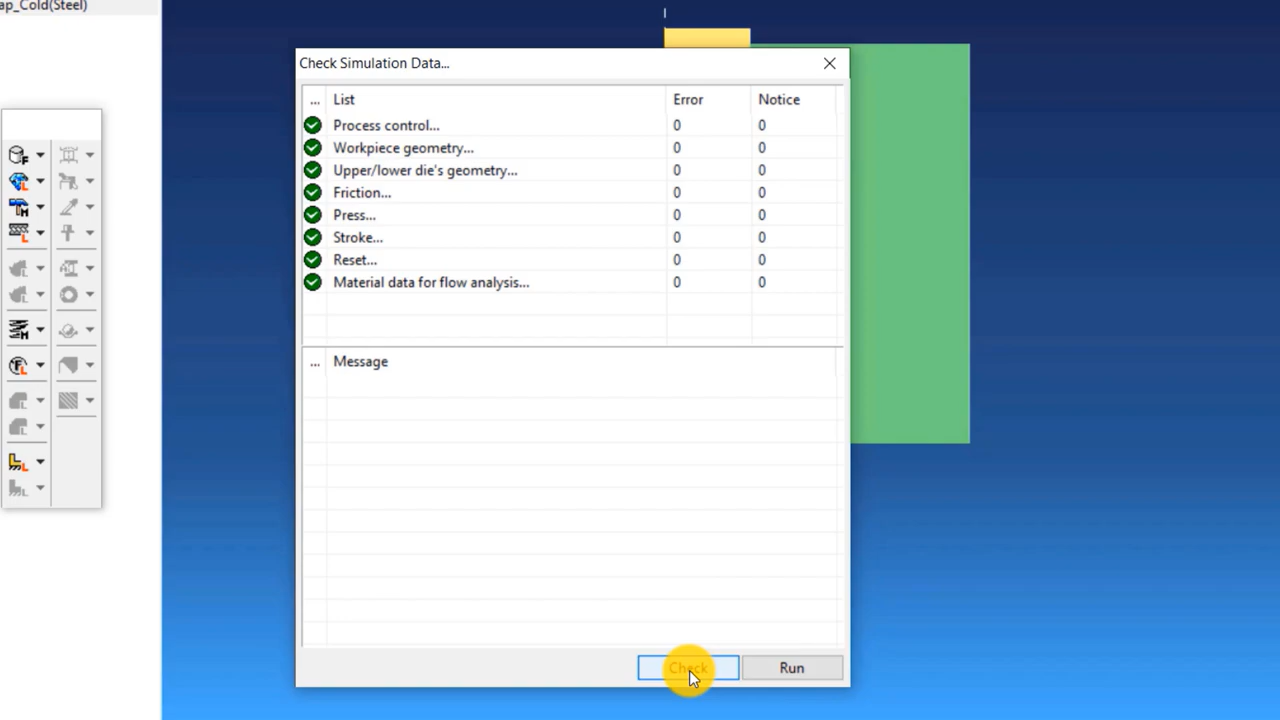 ap_Cold(Steel)
Check Simulation Data...
... List Error Notice
Process control... 0 0
Workpiece geometry... 0 0
Upper/lower die's geometry... 0 0
Friction... 0 0
Press... 0 0
Stroke... 0 0
Reset... 0 0
Material data for flow analysis... 0 0
... Message
Check Run